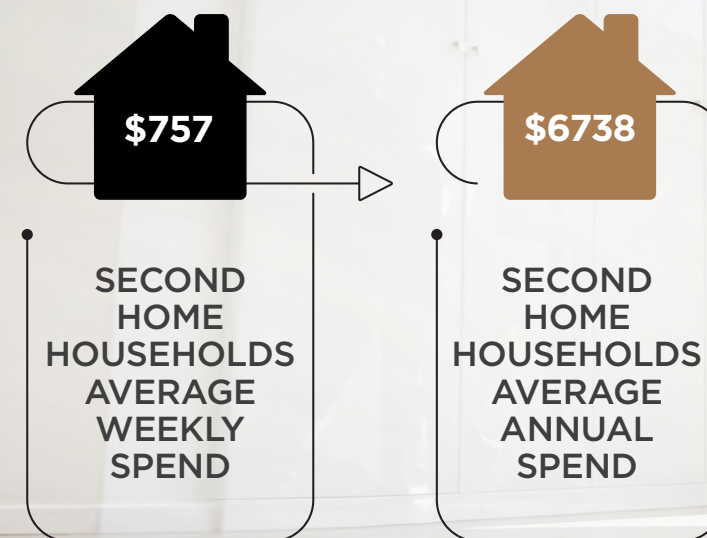 $757
SECOND
HOME
HOUSEHOLDS
AVERAGE
WEEKLY
SPEND
$6738
SECOND
HOME
HOUSEHOLDS
AVERAGE
ANNUAL
SPEND